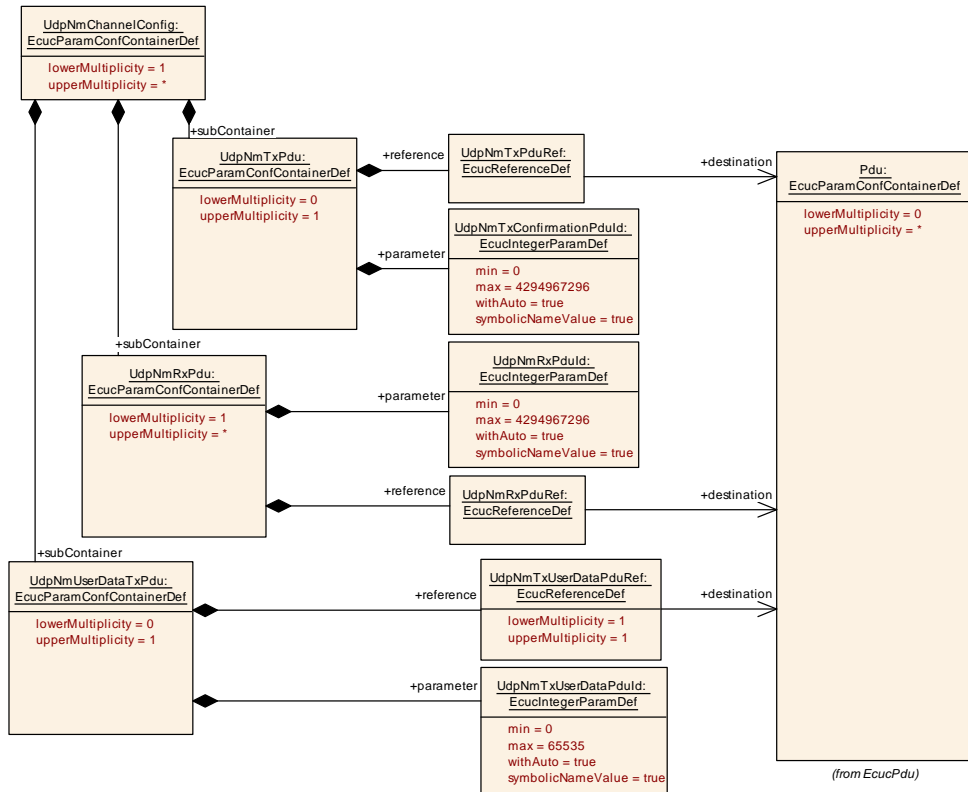 UdpNmChannelConfig:
EcucParamConfContainerDef
lowerMultiplicity = 1
upperMultiplicity = *
+subContainer
UdpNmTxPdu:
EcucParamConfContainerDef
lowerMultiplicity = 0
upperMultiplicity = 1
+reference
UdpNmTxPduRef:
EcucReferenceDef
+destination
Pdu:
EcucParamConfContainerDef
lowerMultiplicity = 0
upperMultiplicity = *
+parameter
UdpNmTxConfirmationPduId:
EcucIntegerParamDef
min = 0
max = 4294967296
withAuto = true
symbolicNameValue = true
+subContainer
UdpNmRxPdu:
EcucParamConfContainerDef
lowerMultiplicity = 1
upperMultiplicity = *
+parameter
UdpNmRxPduId:
EcucIntegerParamDef
min = 0
max = 4294967296
withAuto = true
symbolicNameValue = true
+reference
UdpNmRxPduRef:
EcucReferenceDef
+destination
+subContainer
UdpNmUserDataTxPdu:
EcucParamConfContainerDef
lowerMultiplicity = 0
upperMultiplicity = 1
+reference
UdpNmTxUserDataPduRef:
EcucReferenceDef
lowerMultiplicity = 1
upperMultiplicity = 1
+destination
+parameter
UdpNmTxUserDataPduId:
EcucIntegerParamDef
min = 0
max = 65535
withAuto = true
symbolicNameValue = true
(from EcucPdu)